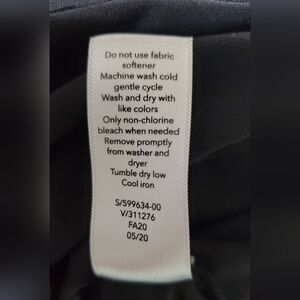 Do not use fabric
softener
Machine wash cold
gentle cycle
Wash and dry with
like colors
Only non-chlorine
bleach when needed
Remove promptly
from washer and
dryer
Tumble dry low
Cool iron
S/599634-00
V/311276
FA20
05/20